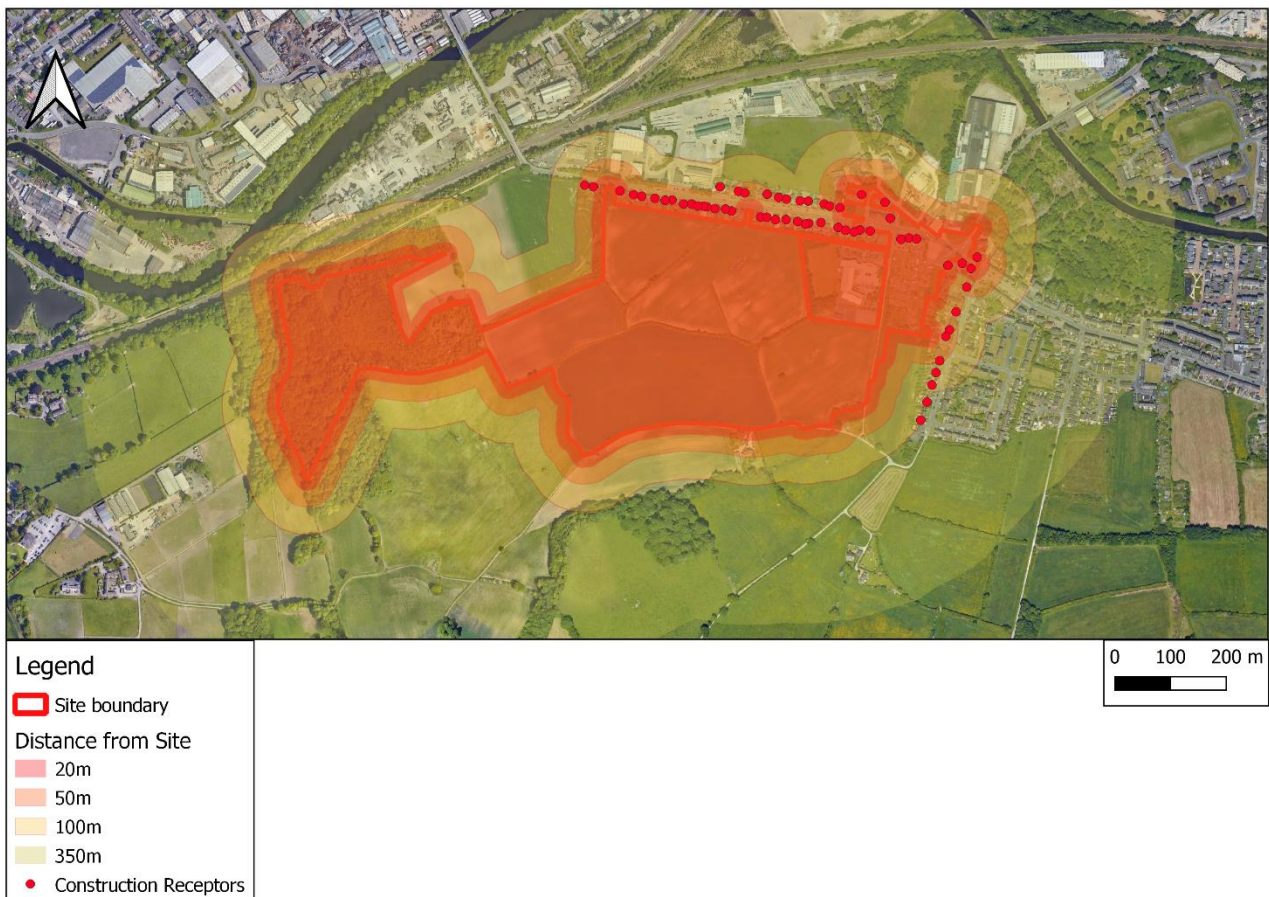 0 100 200 m
Legend
Site boundary
Distance from Site
20m
50m
100m
350m
Construction Receptors